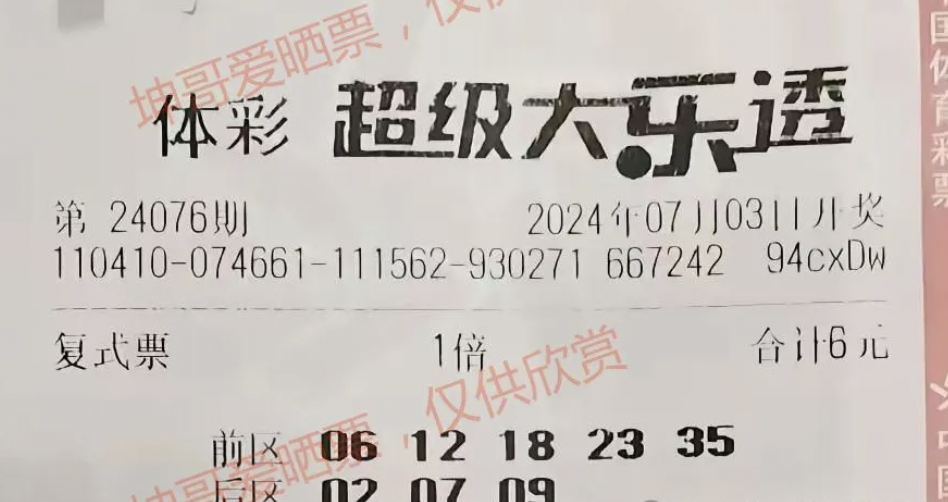 坤哥爱晒票，仅供
体彩 超级大乐透
第 24076期
2024年07月03日开奖
110410-074661-111562-930271 667242 94cxDw
复式票 1倍 合计6元
坤哥爱晒票，仅供欣赏
前区 06 12 18 23 35
后区 02 07 09
国体育彩票
中国